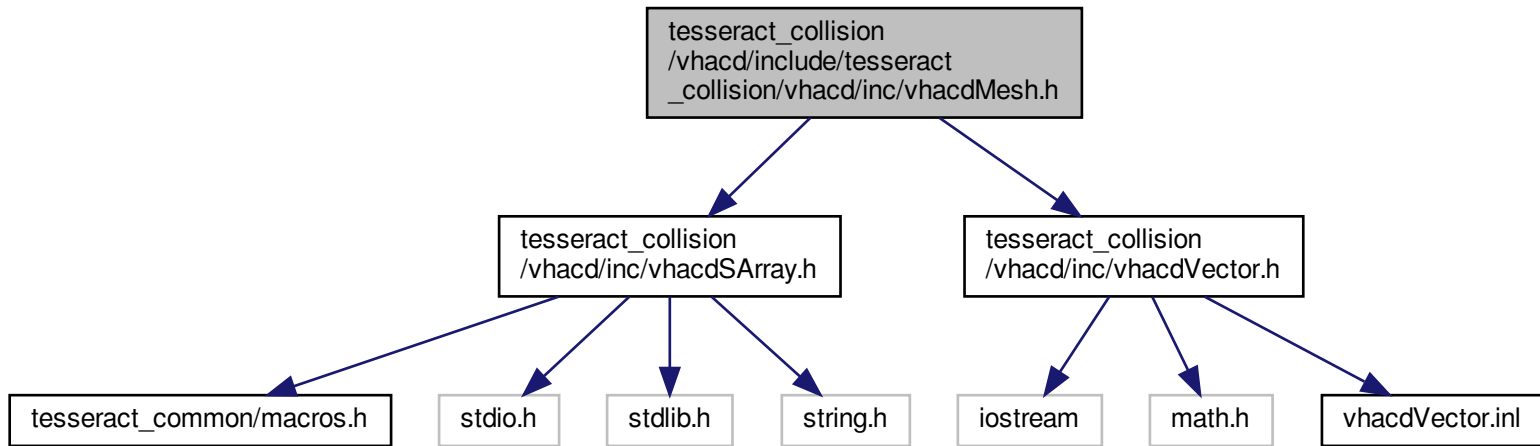 tesseract_collision
/vhacd/include/tesseract
_collision/vhacd/inc/vhacdMesh.h
tesseract_collision
/vhacd/inc/vhacdSArray.h
tesseract_collision
/vhacd/inc/vhacdVector.h
tesseract_common/macros.h
stdio.h
stdlib.h
string.h
iostream
math.h
vhacdVector.inl